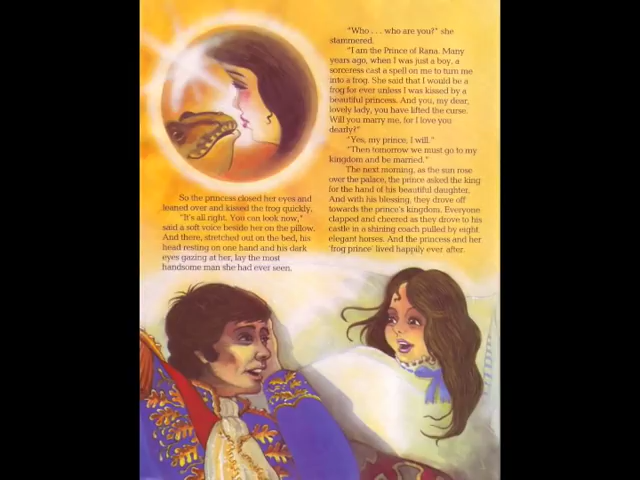 So the princess closed her eyes and
leaned over and kissed the frog quickly.
"It's all right. You can look now,"
said a soft voice beside her on the pillow.
And there, stretched out on the bed, his
head resting on one hand and his dark
eyes gazing at her, lay the most
handsome man she had ever seen.
"Who . . . who are you?" she
stammered.
"I am the Prince of Rana. Many
years ago, when I was just a boy, a
sorceress cast a spell on me to turn me
into a frog. She said that I would be a
frog for ever unless I was kissed by a
beautiful princess. And you, my dear,
lovely lady, you have lifted the curse.
Will you marry me, for I love you
dearly?"
"Yes, my prince, I will."
"Then tomorrow we must go to my
kingdom and be married."
The next morning, as the sun rose
over the palace, the prince asked the king
for the hand of his beautiful daughter.
And with his blessing, they drove off
towards the prince's kingdom. Everyone
clapped and cheered as they drove to his
castle in a shining coach pulled by eight
elegant horses. And the princess and her
'frog prince' lived happily ever after.